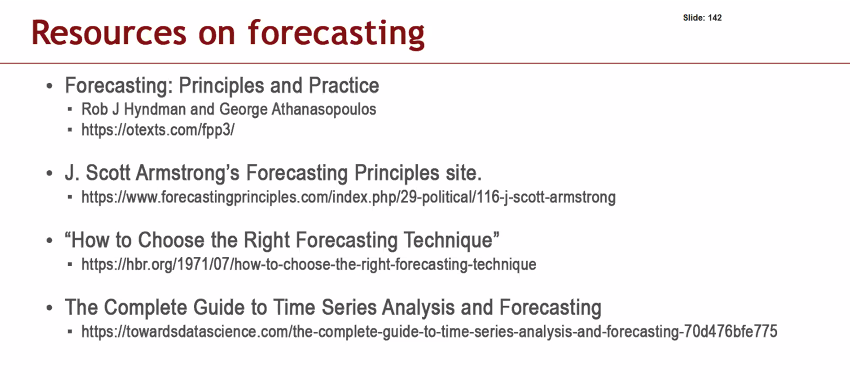 Slide: 142
Resources on forecasting
• Forecasting: Principles and Practice
▪ Rob J Hyndman and George Athanasopoulos
▪ https://otexts.com/fpp3/
• J. Scott Armstrong’s Forecasting Principles site.
▪ https://www.forecastingprinciples.com/index.php/29-political/116-j-scott-armstrong
• “How to Choose the Right Forecasting Technique”
▪ https://hbr.org/1971/07/how-to-choose-the-right-forecasting-technique
• The Complete Guide to Time Series Analysis and Forecasting
▪ https://towardsdatascience.com/the-complete-guide-to-time-series-analysis-and-forecasting-70d476bfe775